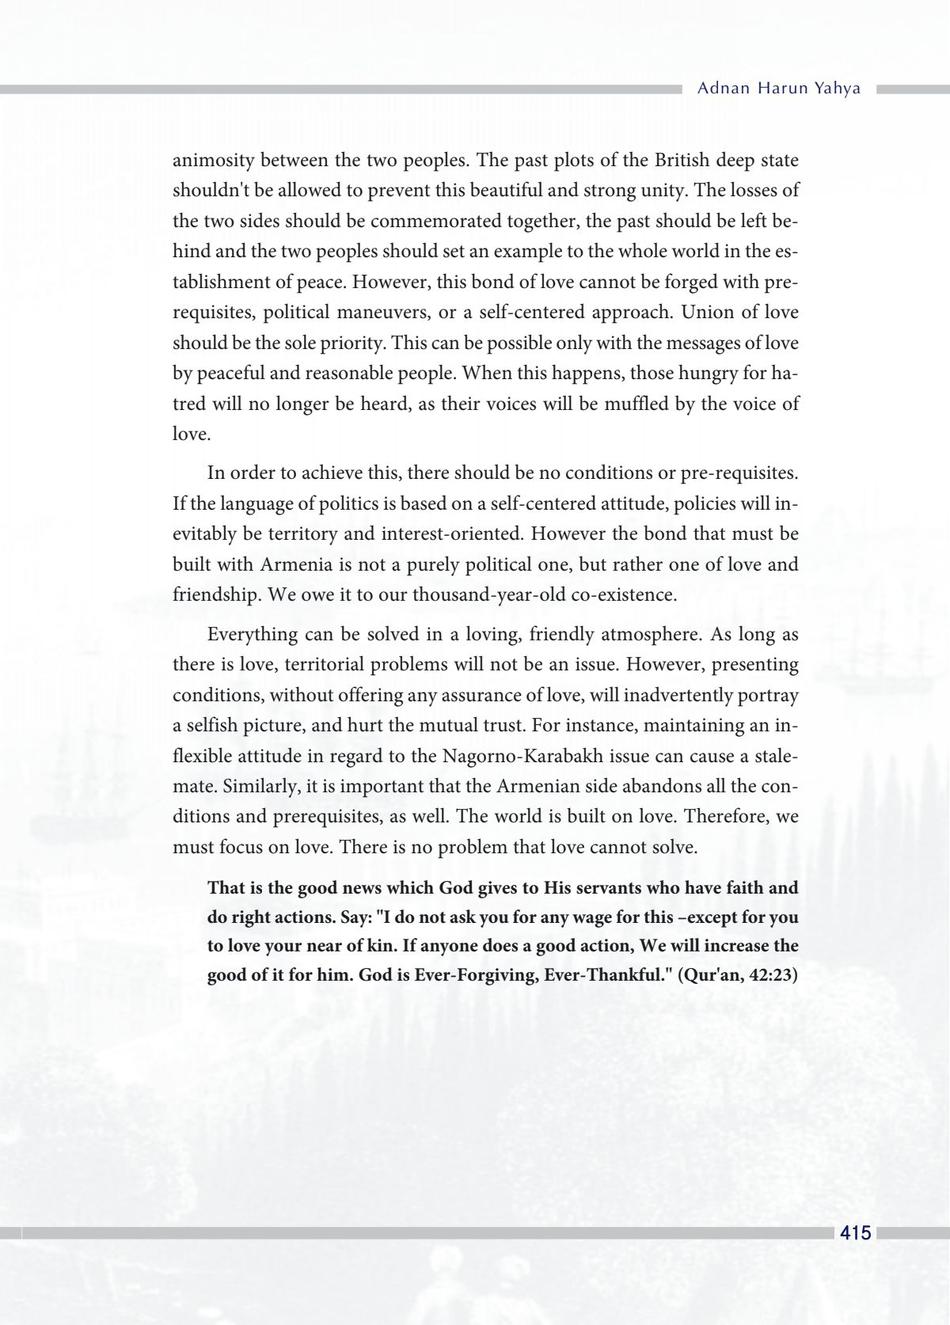 Adnan Harun Yahya
animosity between the two peoples. The past plots of the British deep state
shouldn't be allowed to prevent this beautiful and strong unity. The losses of
the two sides should be commemorated together, the past should be left be-
hind and the two peoples should set an example to the whole world in the es-
tablishment of peace. However, this bond of love cannot be forged with pre-
requisites, political maneuvers, or a self-centered approach. Union of love
should be the sole priority. This can be possible only with the messages of love
by peaceful and reasonable people. When this happens, those hungry for ha-
tred will no longer be heard, as their voices will be muffled by the voice of
love.
In order to achieve this, there should be no conditions or pre-requisites.
If the language of politics is based on a self-centered attitude, policies will in-
evitably be territory and interest-oriented. However the bond that must be
built with Armenia is not a purely political one, but rather one of love and
friendship. We owe it to our thousand-year-old co-existence.
Everything can be solved in a loving, friendly atmosphere. As long as
there is love, territorial problems will not be an issue. However, presenting
conditions, without offering any assurance of love, will inadvertently portray
a selfish picture, and hurt the mutual trust. For instance, maintaining an in-
flexible attitude in regard to the Nagorno-Karabakh issue can cause a stale-
mate. Similarly, it is important that the Armenian side abandons all the con-
ditions and prerequisites, as well. The world is built on love. Therefore, we
must focus on love. There is no problem that love cannot solve.
That is the good news which God gives to His servants who have faith and
do right actions. Say: "I do not ask you for any wage for this –except for you
to love your near of kin. If anyone does a good action, We will increase the
good of it for him. God is Ever-Forgiving, Ever-Thankful." (Qur'an, 42:23)
415